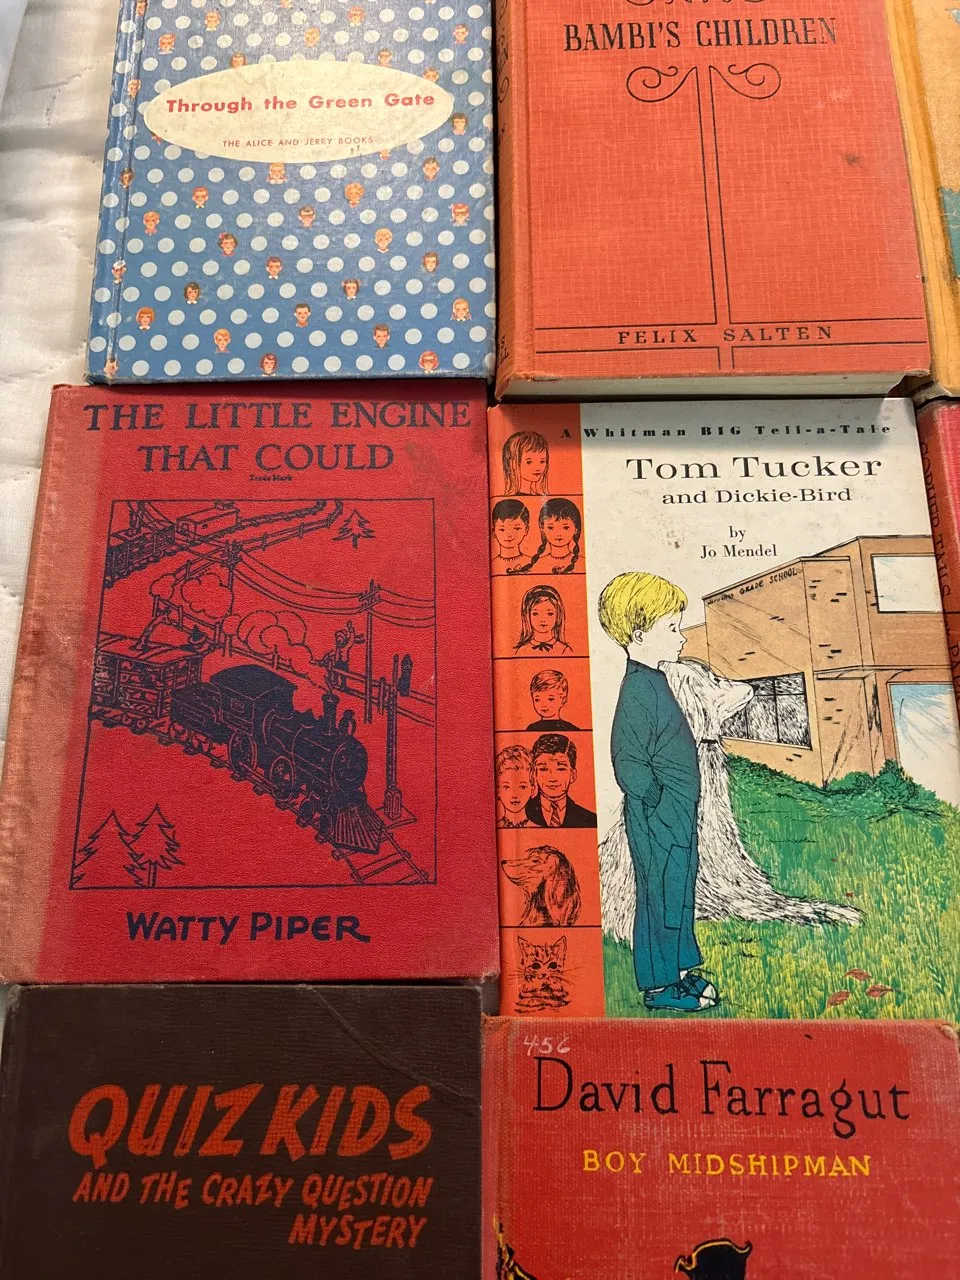 Through the Green Gate
THE ALICE AND JERRY BOOKS
BAMBI'S CHILDREN
FELIX SALTEN
THE LITTLE ENGINE
THAT COULD
Trade Mark
WATTY PIPER
A Whitman BIG Tell-a-Tale
Tom Tucker
and Dickie-Bird
by
Jo Mendel
GRADE SCHOOL
QUIZ KIDS
AND THE CRAZY QUESTION
MYSTERY
456
David Farragut
BOY MIDSHIPMAN